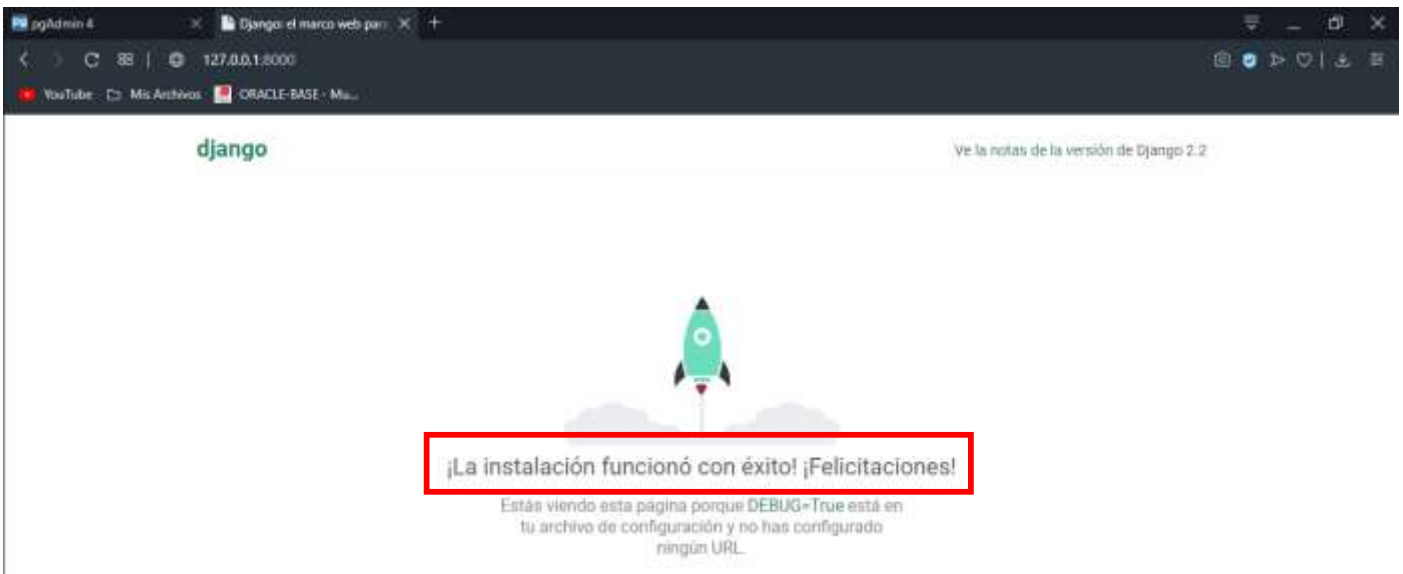 pgAdmin 4
Django: el marco web par
127.0.0.1:8000
YouTube
Mis Archivos
ORACLE-BASE - Mu...
django
Ve la notas de la versión de Django 2.2
¡La instalación funcionó con éxito! ¡Felicitaciones!
Estás viendo esta página porque DEBUG=True está en
tu archivo de configuración y no has configurado
ningún URL.